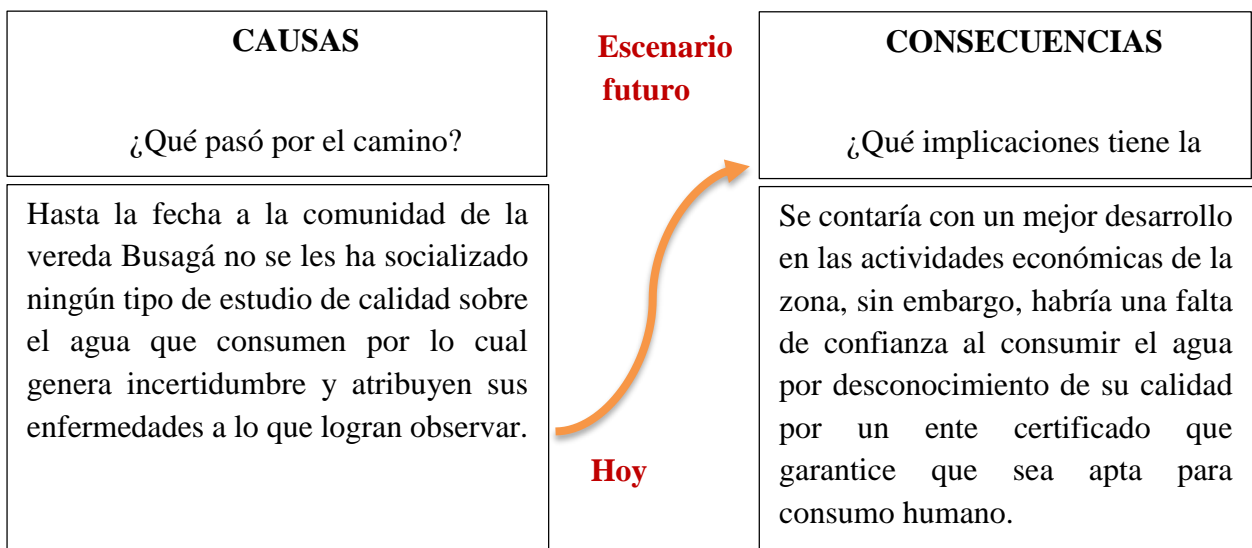 CAUSAS
¿Qué pasó por el camino?
Hasta la fecha a la comunidad de la
vereda Busagá no se les ha socializado
ningún tipo de estudio de calidad sobre
el agua que consumen por lo cual
genera incertidumbre y atribuyen sus
enfermedades a lo que logran observar.
Escenario
futuro
Hoy
CONSECUENCIAS
¿Qué implicaciones tiene la
Se contaría con un mejor desarrollo
en las actividades económicas de la
zona, sin embargo, habría una falta
de confianza al consumir el agua
por desconocimiento de su calidad
por un ente certificado que
garantice que sea apta para
consumo humano.